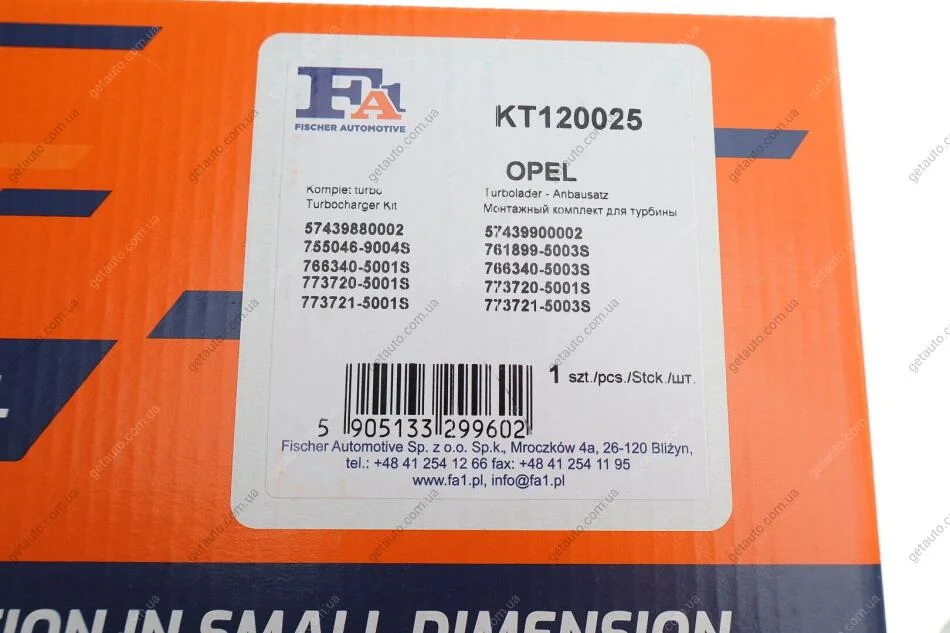 FA1
FISCHER AUTOMOTIVE
KT120025
OPEL
Komplet turbo
Turbocharger Kit
Turbolader - Anbausatz
Монтажный комплект для турбины
57439880002
755046-9004S
766340-5001S
773720-5001S
773721-5001S
57439900002
761899-5003S
766340-5003S
773720-5001S
773721-5003S
1 szt./pcs./Stck./шт.
5 905133 299602
Fischer Automotive Sp. z o.o. Sp.k., Mroczków 4a, 26-120 Bliżyn,
tel.: +48 41 254 12 66 fax: +48 41 254 11 95
www.fa1.pl, info@fa1.pl
TION IN SMALL DIMENSION
getauto.com.ua